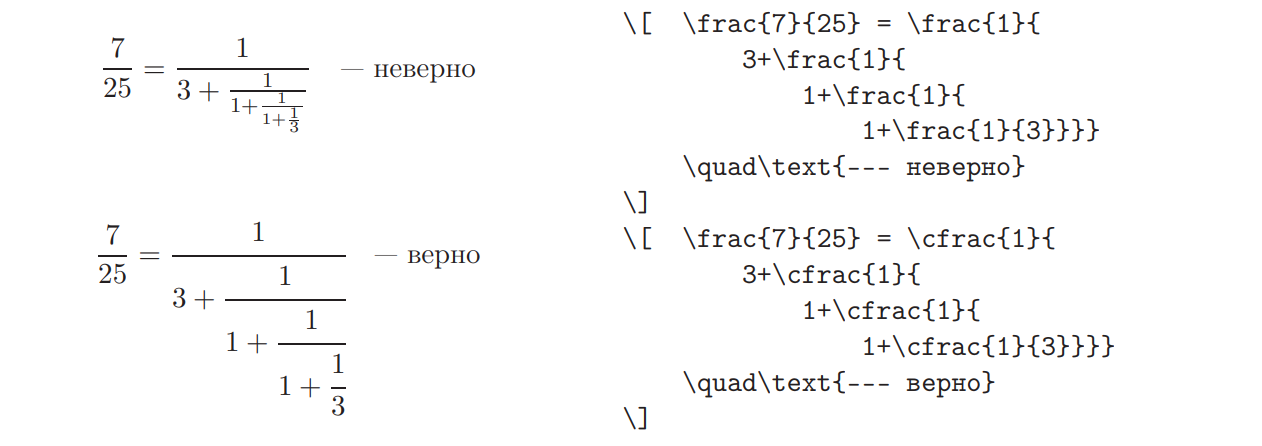 7/25 = 1/(3 + 1/(1+1/(1+1/3))) — неверно
7/25 = 1/(3 + 1/(1 + 1/(1 + 1/3))) — верно
\[ \frac{7}{25} = \frac{1}{
3+\frac{1}{
1+\frac{1}{
1+\frac{1}{3}}}}
\quad\text{--- неверно}
\]
\[ \frac{7}{25} = \cfrac{1}{
3+\cfrac{1}{
1+\cfrac{1}{
1+\cfrac{1}{3}}}}
\quad\text{--- верно}
\]